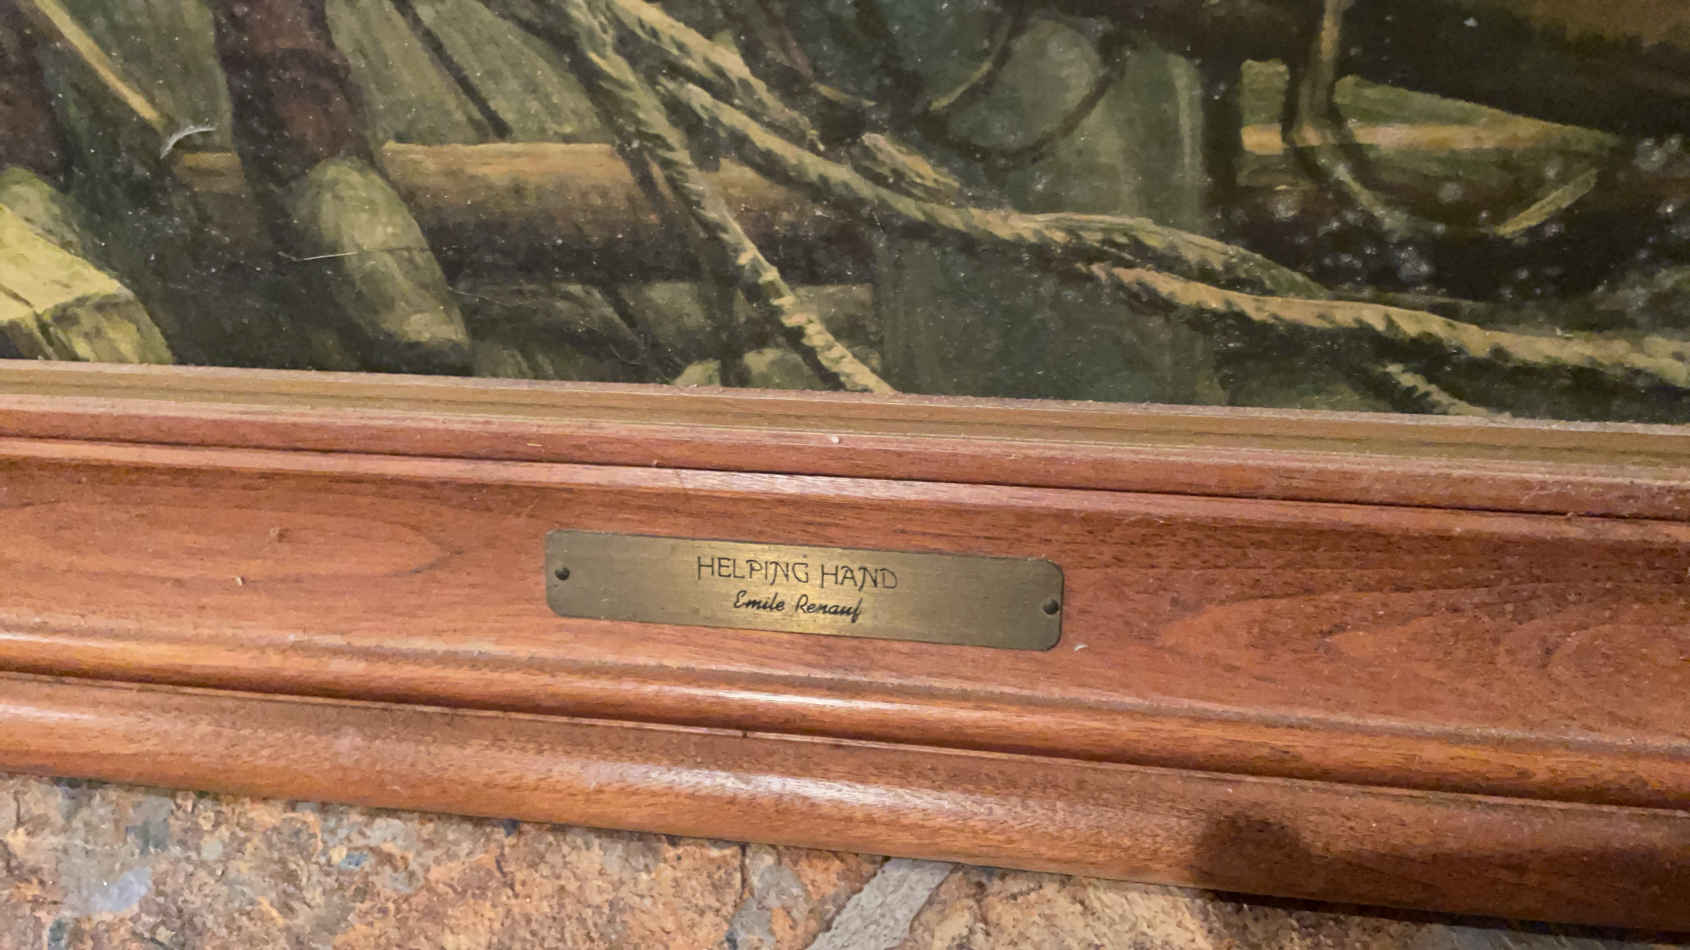 HELPING HAND
Emile Renauf